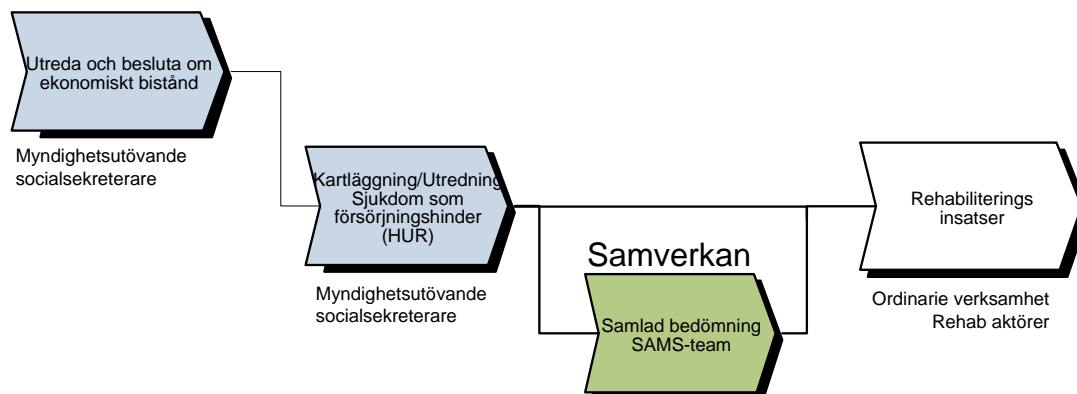 Utreda och besluta om
ekonomiskt bistånd
Myndighetsutövande
socialsekreterare
Kartläggning/Utredning
Sjukdom som
försörjningshinder
(HUR)
Myndighetsutövande
socialsekreterare
Samverkan
Samlad bedömning
SAMS-team
Rehabiliterings
insatser
Ordinarie verksamhet
Rehab aktörer